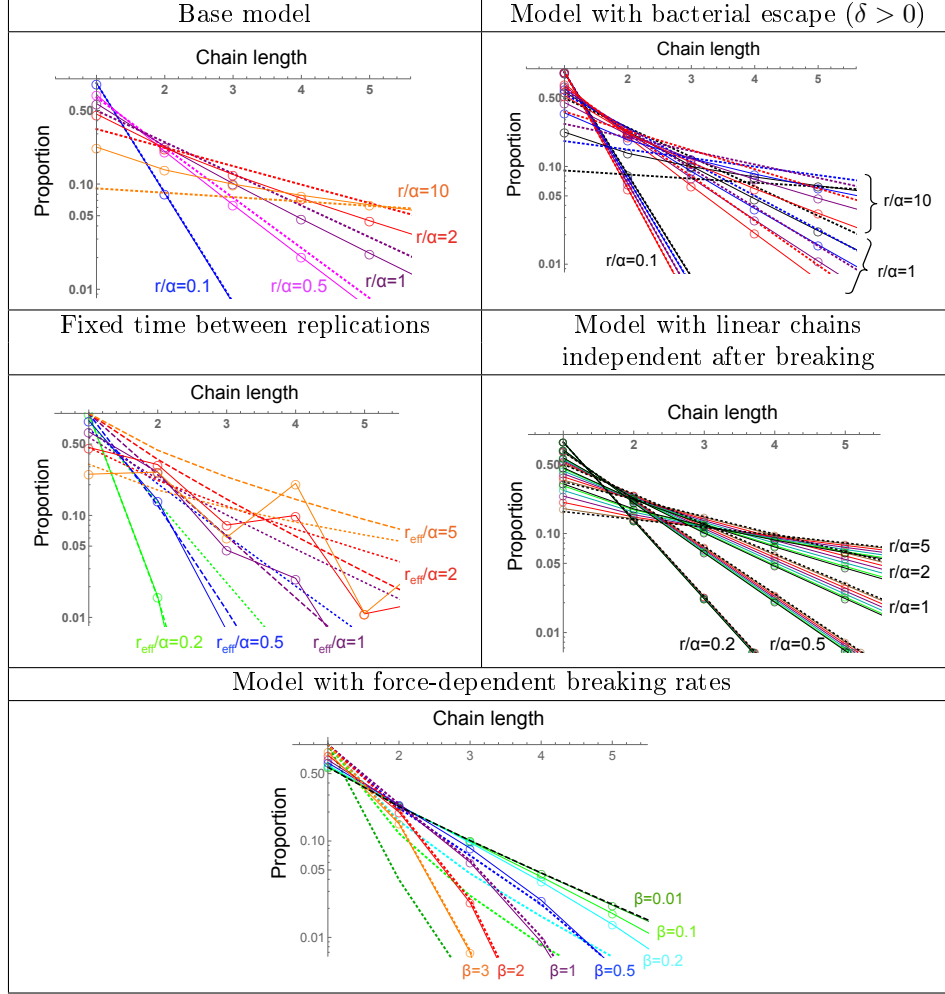 Base model
Model with bacterial escape (δ > 0)
Chain length
2 3 4 5
0.50
0.10
0.05
0.01
Proportion
r/α=10
r/α=2
r/α=1
r/α=0.1
r/α=0.5
Chain length
2 3 4 5
0.50
0.10
0.05
0.01
Proportion
r/α=10
r/α=1
r/α=0.1
Fixed time between replications
Model with linear chains
independent after breaking
Chain length
2 3 4 5
0.50
0.10
0.05
0.01
Proportion
r_eff/α=5
r_eff/α=2
r_eff/α=0.2
r_eff/α=0.5
r_eff/α=1
Chain length
2 3 4 5
0.50
0.10
0.05
0.01
Proportion
r/α=5
r/α=2
r/α=1
r/α=0.2
r/α=0.5
Model with force-dependent breaking rates
Chain length
2 3 4 5
0.50
0.10
0.05
0.01
Proportion
β=0.01
β=0.1
β=0.2
β=3
β=2
β=1
β=0.5